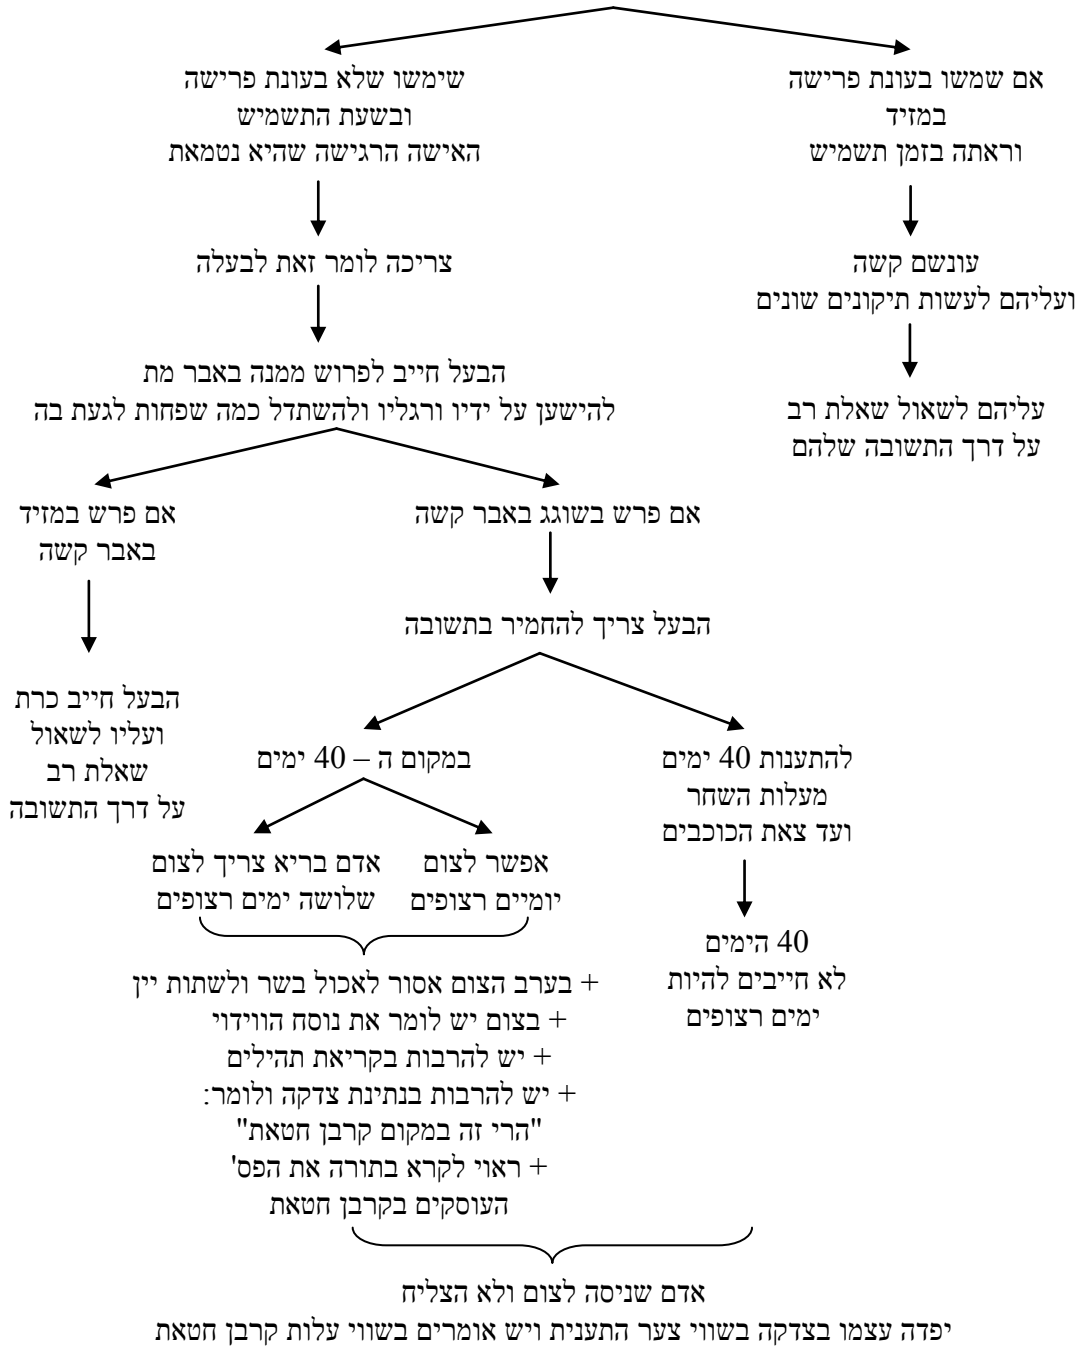 אם שמשו בעונת פרישה
במזיד
וראתה בזמן תשמיש
עונשם קשה
ועליהם לעשות תיקונים שונים
עליהם לשאול שאלת רב
על דרך התשובה שלהם
שימשו שלא בעונת פרישה
ובשעת התשמיש
האישה הרגישה שהיא נטמאת
צריכה לומר זאת לבעלה
הבעל חייב לפרוש ממנה באבר מת
להישען על ידיו ורגליו ולהשתדל כמה שפחות לגעת בה
אם פרש בשוגג באבר קשה
הבעל צריך להחמיר בתשובה
להתענות 40 ימים
מעלות השחר
ועד צאת הכוכבים
40 הימים
לא חייבים להיות
ימים רצופים
במקום ה – 40 ימים
אפשר לצום
יומיים רצופים
אדם בריא צריך לצום
שלושה ימים רצופים
+ בערב הצום אסור לאכול בשר ולשתות יין
+ בצום יש לומר את נוסח הווידוי
+ יש להרבות בקריאת תהילים
+ יש להרבות בנתינת צדקה ולומר:
"הרי זה במקום קרבן חטאת"
+ ראוי לקרא בתורה את הפס'
העוסקים בקרבן חטאת
אם פרש במזיד
באבר קשה
הבעל חייב כרת
ועליו לשאול
שאלת רב
על דרך התשובה
אדם שניסה לצום ולא הצליח
יפדה עצמו בצדקה בשווי צער התענית ויש אומרים בשווי עלות קרבן חטאת